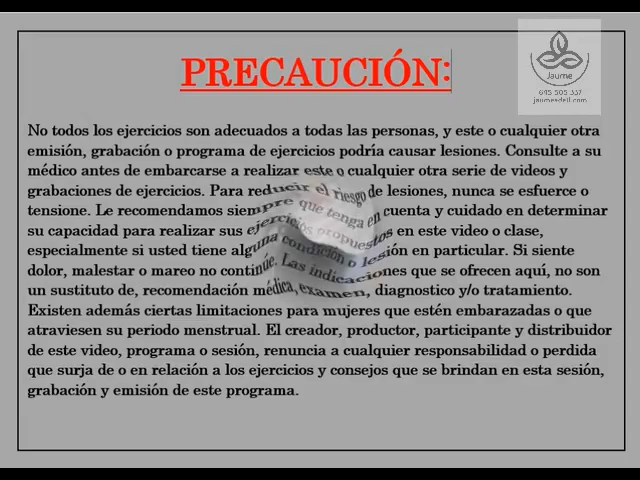 PRECAUCIÓN:
Jaume
645 505 337
jaumesdell.com
No todos los ejercicios son adecuados a todas las personas, y este o cualquier otra
emisión, grabación o programa de ejercicios podría causar lesiones. Consulte a su
médico antes de embarcarse a realizar este o cualquier otra serie de videos y
grabaciones de ejercicios. Para reducir el riesgo de lesiones, nunca se esfuerce o
tensione. Le recomendamos siempre que tenga en cuenta y cuidado en determinar
su capacidad para realizar sus ejercicios propuestos en este video o clase,
especialmente si usted tiene alguna condición o lesión en particular. Si siente
dolor, malestar o mareo no continúe. Las indicaciones que se ofrecen aquí, no son
un sustituto de, recomendación médica, examen, diagnostico y/o tratamiento.
Existen además ciertas limitaciones para mujeres que estén embarazadas o que
atraviesen su periodo menstrual. El creador, productor, participante y distribuidor
de este video, programa o sesión, renuncia a cualquier responsabilidad o perdida
que surja de o en relación a los ejercicios y consejos que se brindan en esta sesión,
grabación y emisión de este programa.